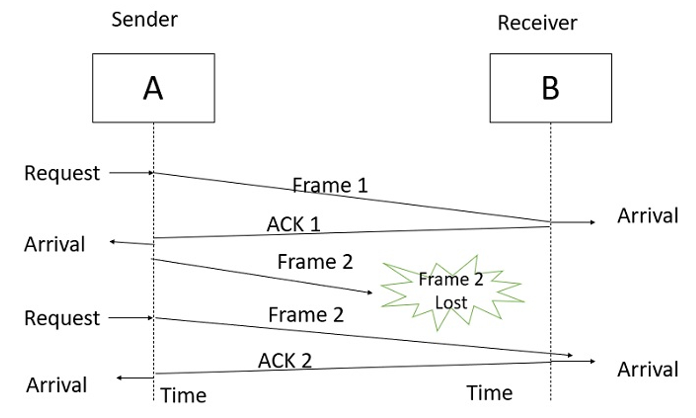 Sender
Receiver
A
B
Request
Frame 1
Arrival
ACK 1
Arrival
Frame 2
Frame 2
Lost
Request
Frame 2
ACK 2
Arrival
Arrival
Time
Time